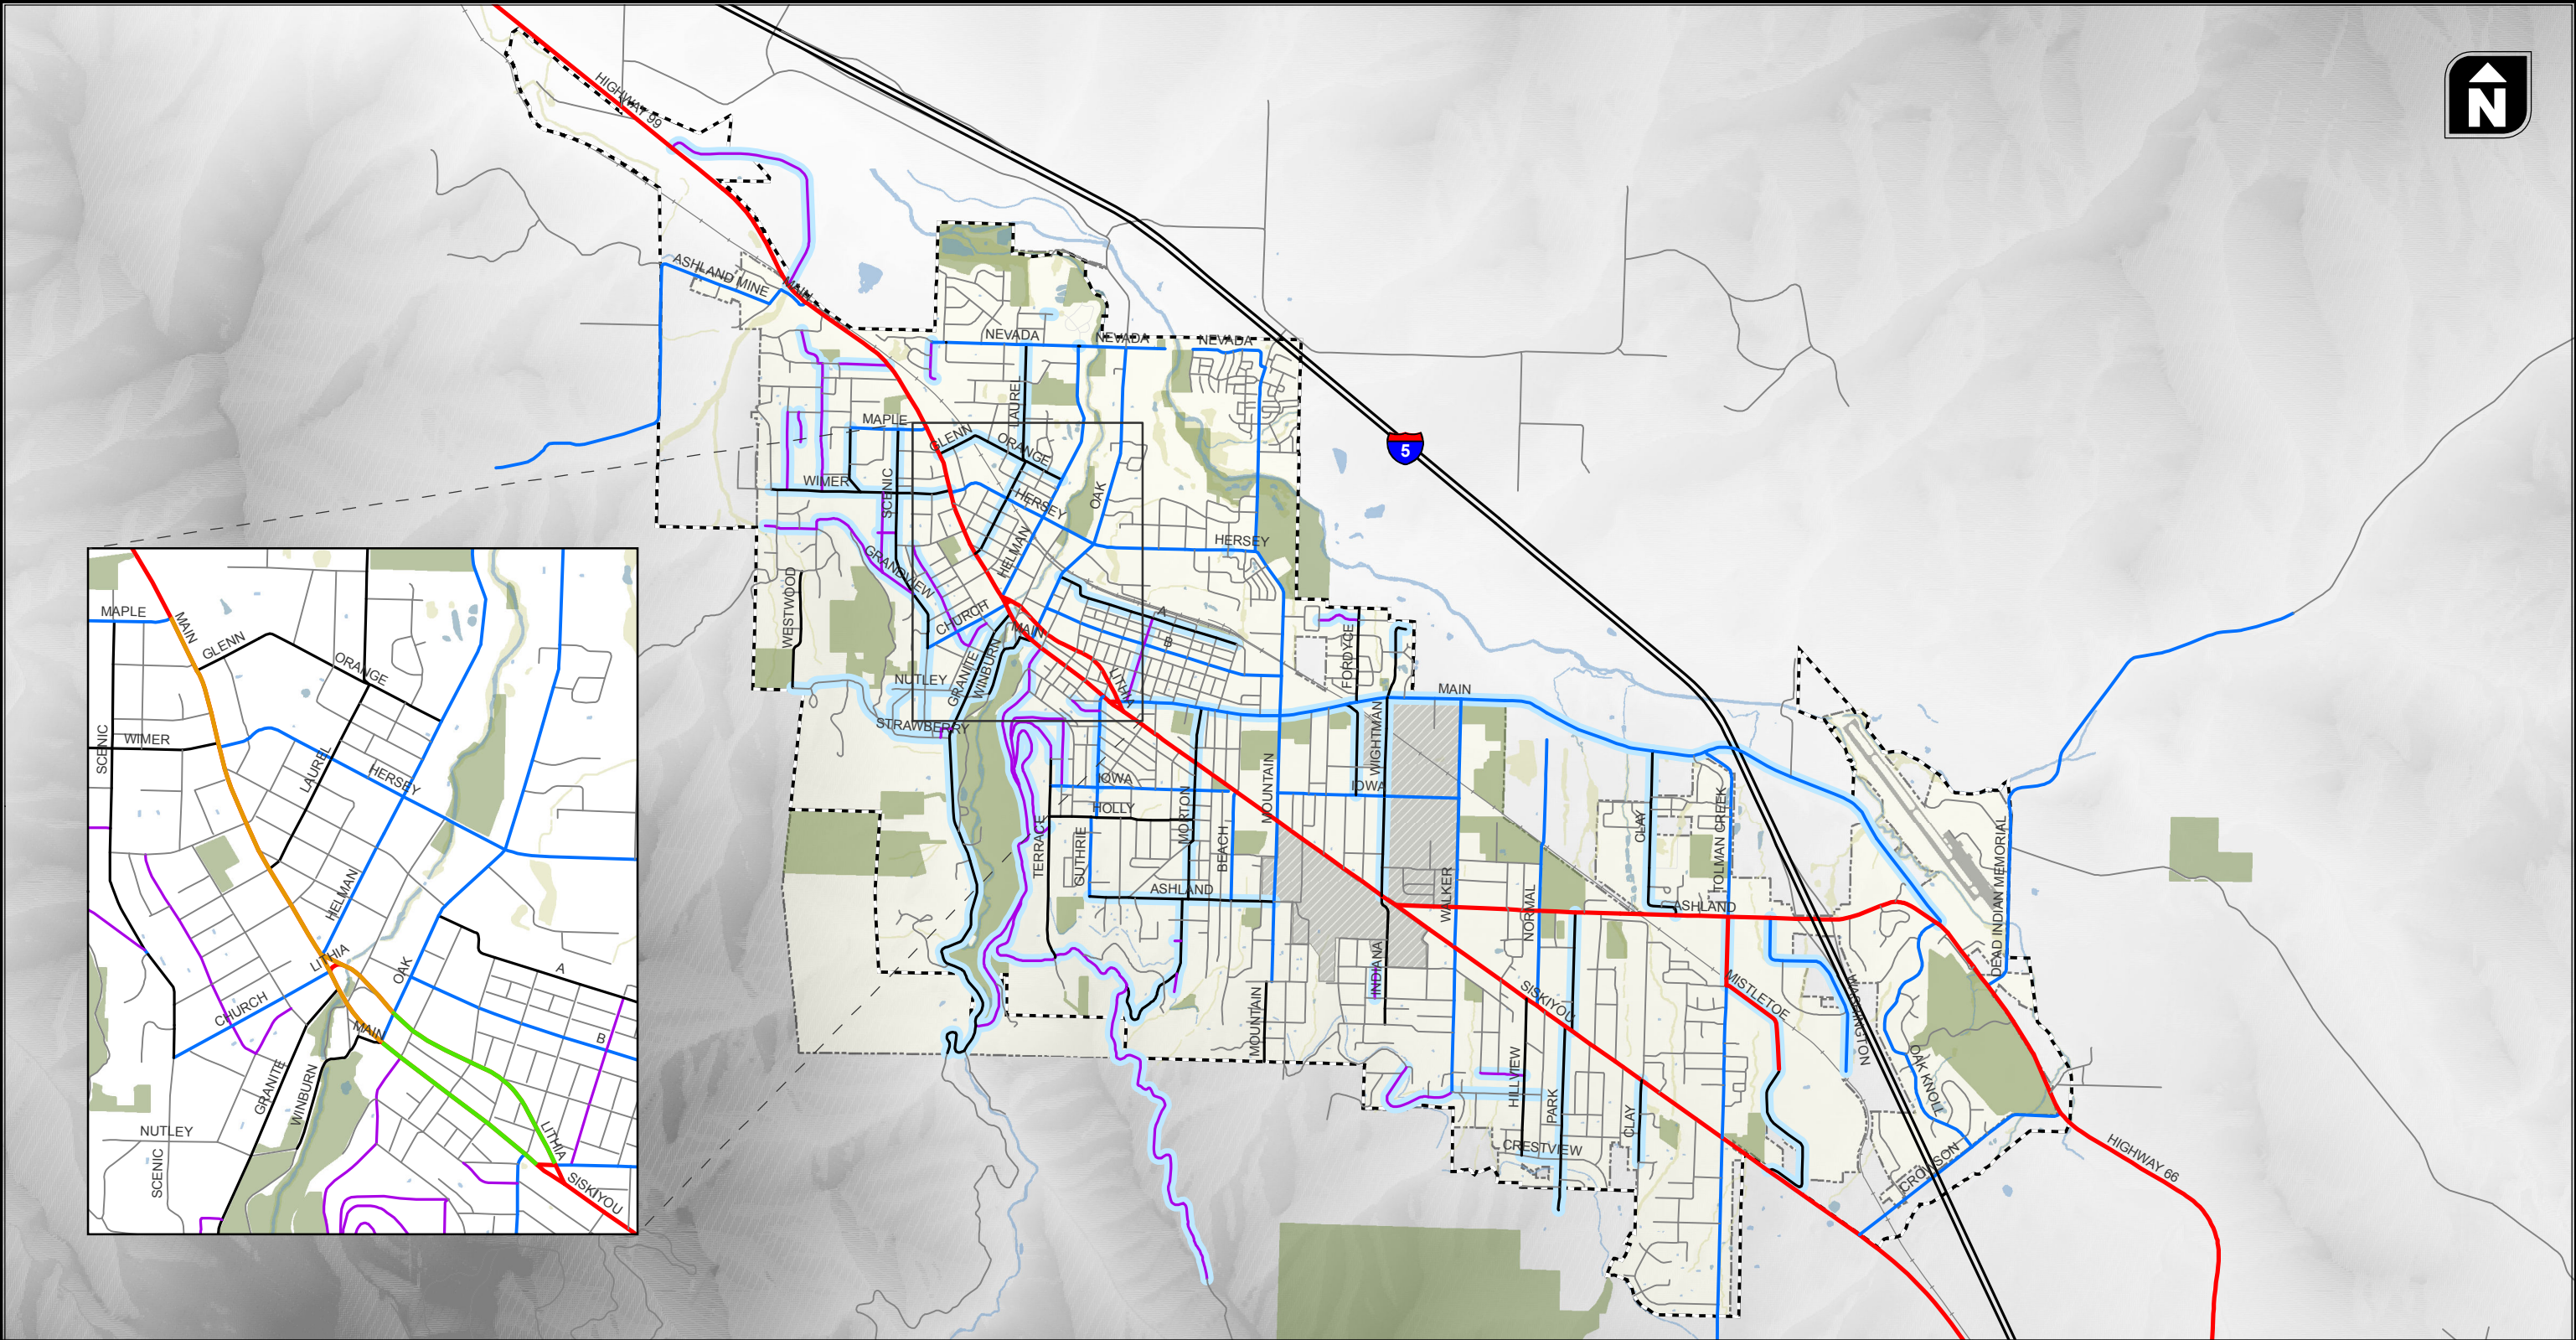 HIGHWAY 99
N
ASHLAND MINE
MAIN
NEVADA
NEVADA
NEVADA
LAUREL
MAPLE
GLENN
ORANGE
5
WIMER
SCENIC
HERSEY
OAK
HELMAN
HERSEY
GRANDVIEW
WESTWOOD
CHURCH
MAIN
A
B
FORDYCE
GRANITE
WINBURN
NUTLEY
LITHIA
MAIN
STRAWBERRY
WIGHTMAN
IOWA
MOUNTAIN
IOWA
HOLLY
TERRACE
GUTHRIE
MORTON
BEACH
CLAY
TOLMAN CREEK
DEAD INDIAN MEMORIAL
ASHLAND
WALKER
NORMAL
ASHLAND
INDIANA
MOUNTAIN
SISKIYOU
MISTLETOE
WASHINGTON
OAK KNOLL
HILLVIEW
PARK
CLAY
CRESTVIEW
CROWSON
HIGHWAY 66
MAPLE
MAIN
GLENN
ORANGE
SCENIC
WIMER
LAUREL
HERSEY
HELMAN
LITHIA
OAK
A
CHURCH
MAIN
B
GRANITE
WINBURN
NUTLEY
LITHIA
SCENIC
SISKIYOU